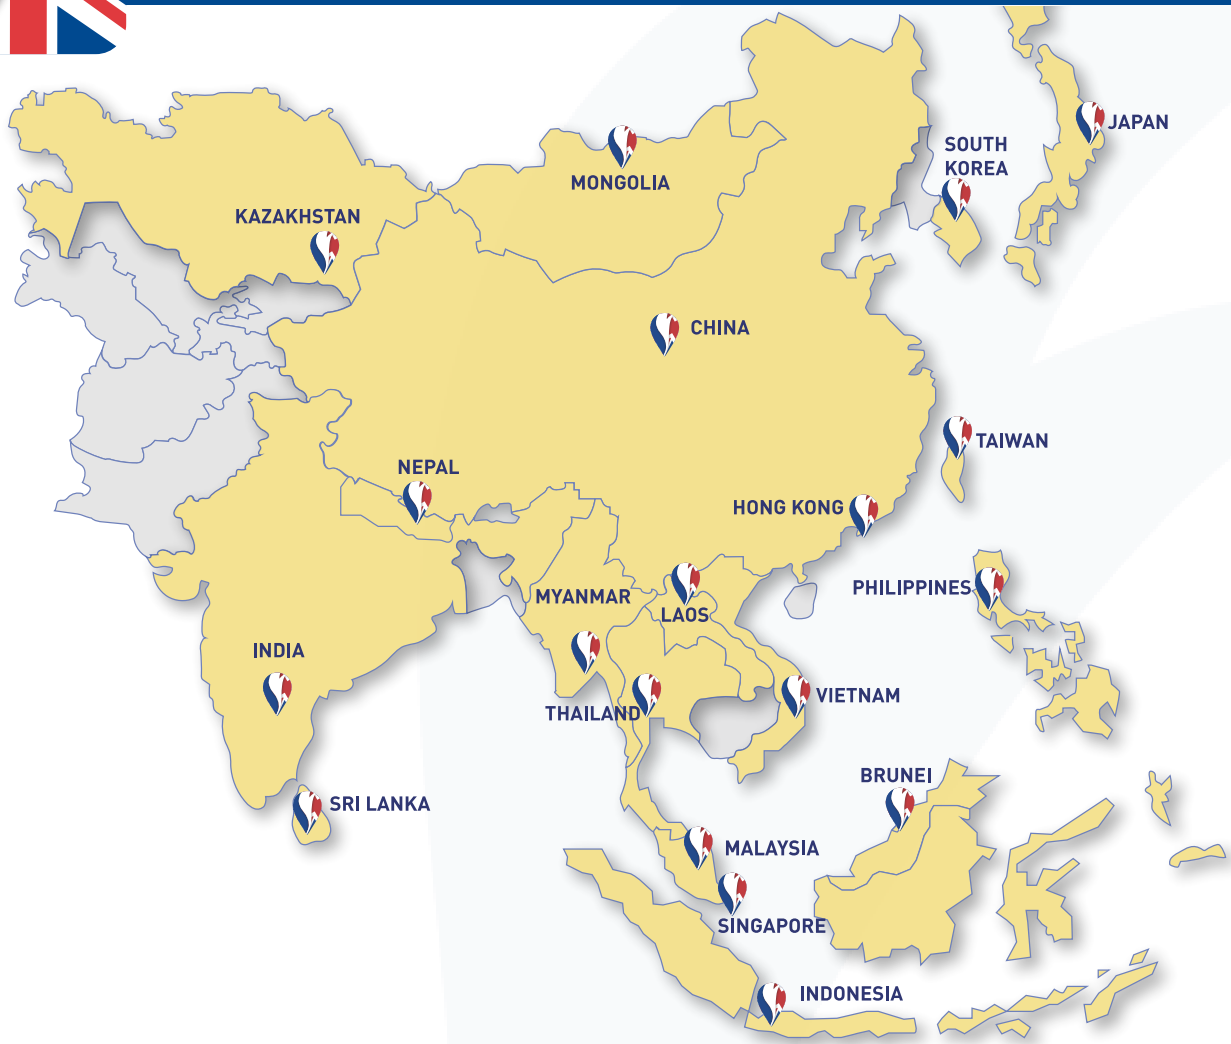 JAPAN
SOUTH
KOREA
MONGOLIA
KAZAKHSTAN
CHINA
TAIWAN
NEPAL
HONG KONG
PHILIPPINES
MYANMAR
LAOS
INDIA
VIETNAM
THAILAND
BRUNEI
SRI LANKA
MALAYSIA
SINGAPORE
INDONESIA